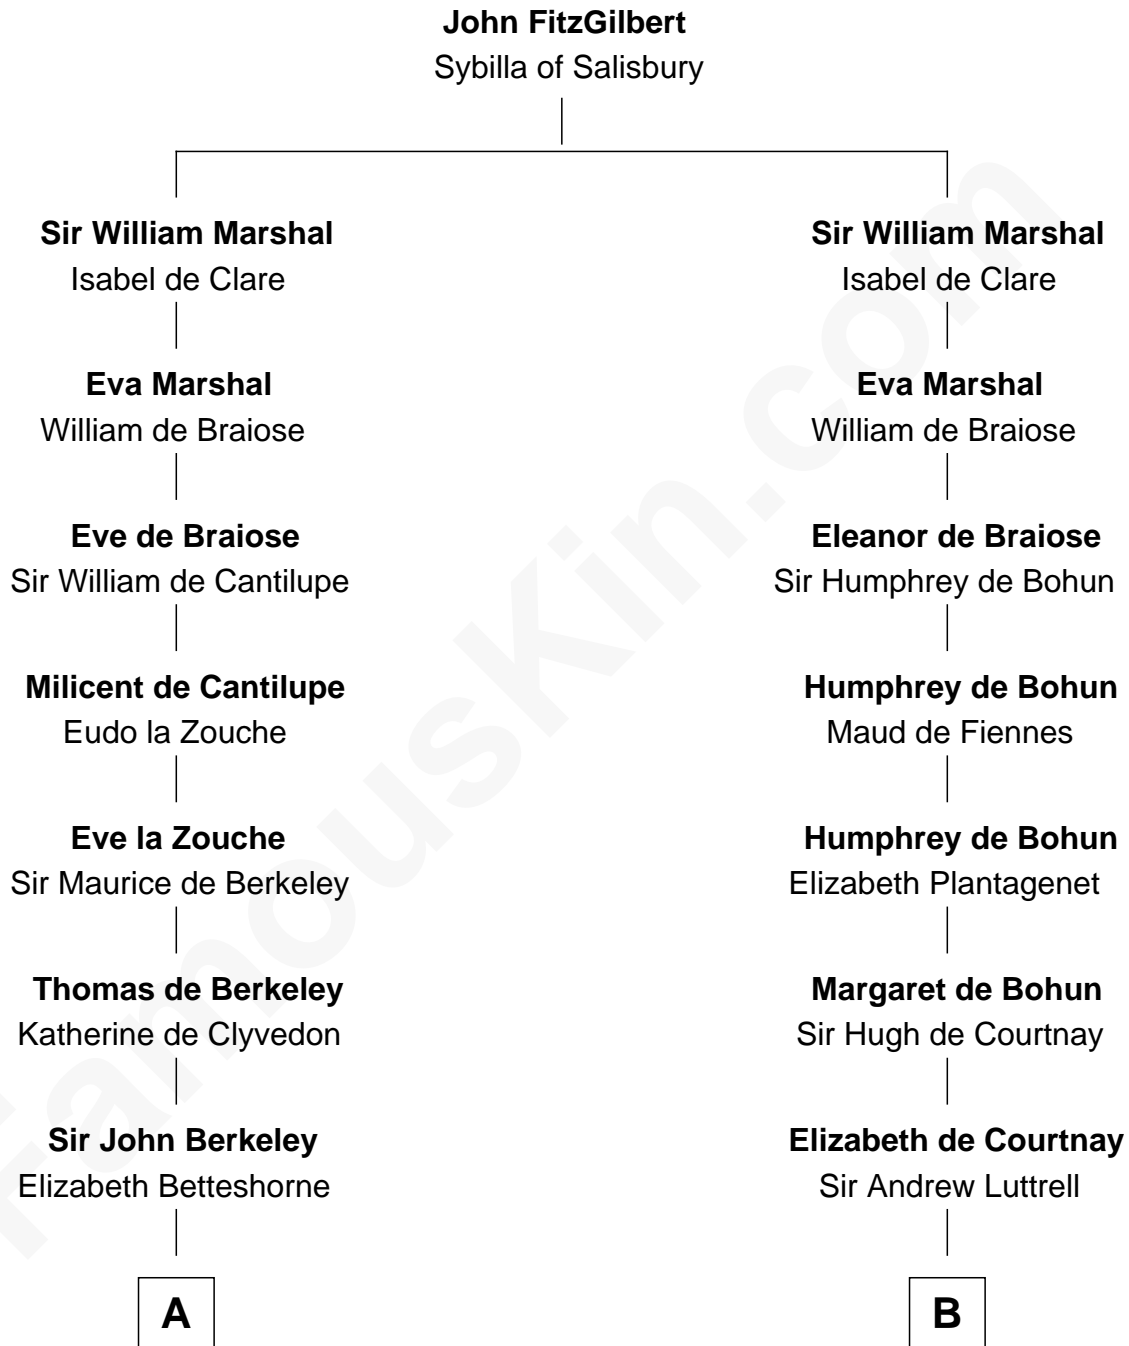 John FitzGilbert
Sybilla of Salisbury
Sir William Marshal
Isabel de Clare
Eva Marshal
William de Braiose
Eve de Braiose
Sir William de Cantilupe
Milicent de Cantilupe
Eudo la Zouche
Eve la Zouche
Sir Maurice de Berkeley
Thomas de Berkeley
Katherine de Clyvedon
Sir John Berkeley
Elizabeth Betteshorne
A
Sir William Marshal
Isabel de Clare
Eva Marshal
William de Braiose
Eleanor de Braiose
Sir Humphrey de Bohun
Humphrey de Bohun
Maud de Fiennes
Humphrey de Bohun
Elizabeth Plantagenet
Margaret de Bohun
Sir Hugh de Courtnay
Elizabeth de Courtnay
Sir Andrew Luttrell
B
FamousKin.com